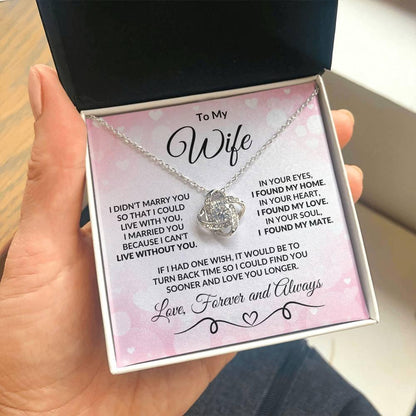 To My
Wife
I DIDN'T MARRY YOU
SO THAT I COULD
LIVE WITH YOU,
I MARRIED YOU
BECAUSE I CAN'T
LIVE WITHOUT YOU.
IN YOUR EYES,
I FOUND MY HOME.
IN YOUR HEART,
I FOUND MY LOVE.
IN YOUR SOUL,
I FOUND MY MATE.
IF I HAD ONE WISH, IT WOULD BE TO
TURN BACK TIME SO I COULD FIND YOU
SOONER AND LOVE YOU LONGER.
Love, Forever and Always